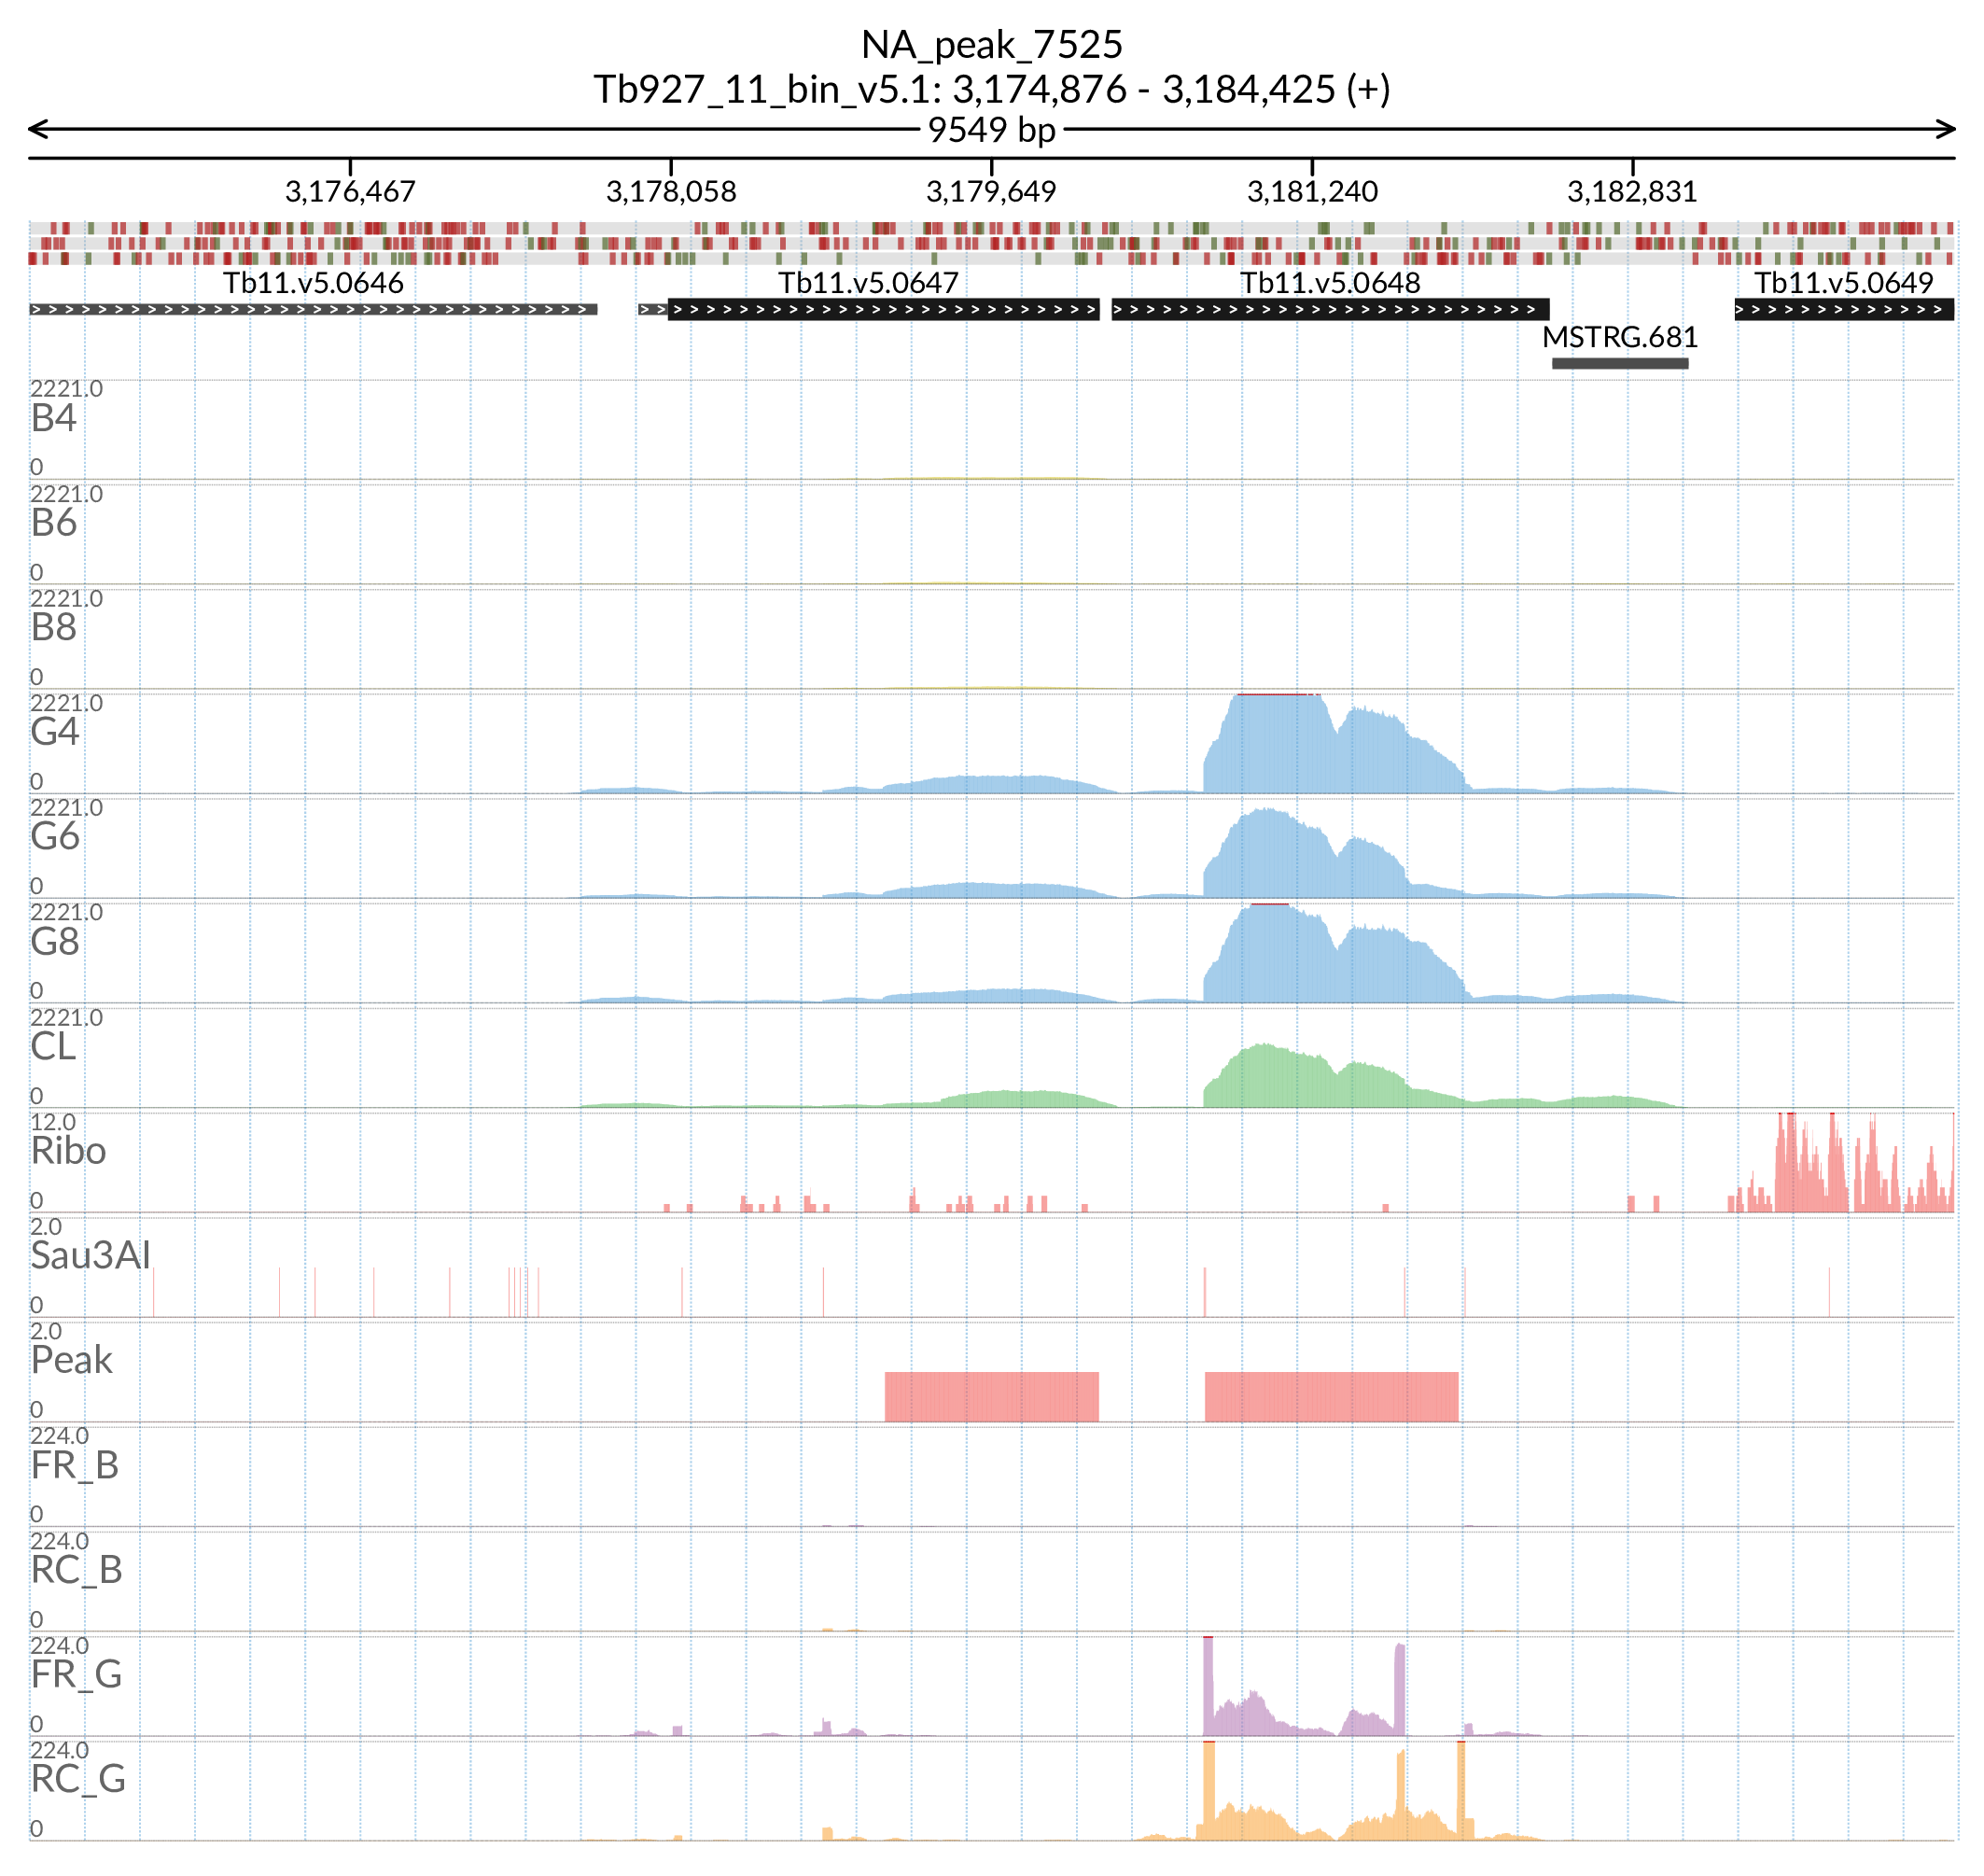 NA_peak_7525
Tb927_11_bin_v5.1: 3,174,876 - 3,184,425 (+)
9549 bp
3,176,467 3,178,058 3,179,649 3,181,240 3,182,831
Tb11.v5.0646 Tb11.v5.0647 Tb11.v5.0648 Tb11.v5.0649
MSTRG.681
2221.0
B4
0
2221.0
B6
0
2221.0
B8
0
2221.0
G4
0
2221.0
G6
0
2221.0
G8
0
2221.0
CL
0
12.0
Ribo
0
2.0
Sau3AI
0
2.0
Peak
0
224.0
FR_B
0
224.0
RC_B
0
224.0
FR_G
0
224.0
RC_G
0